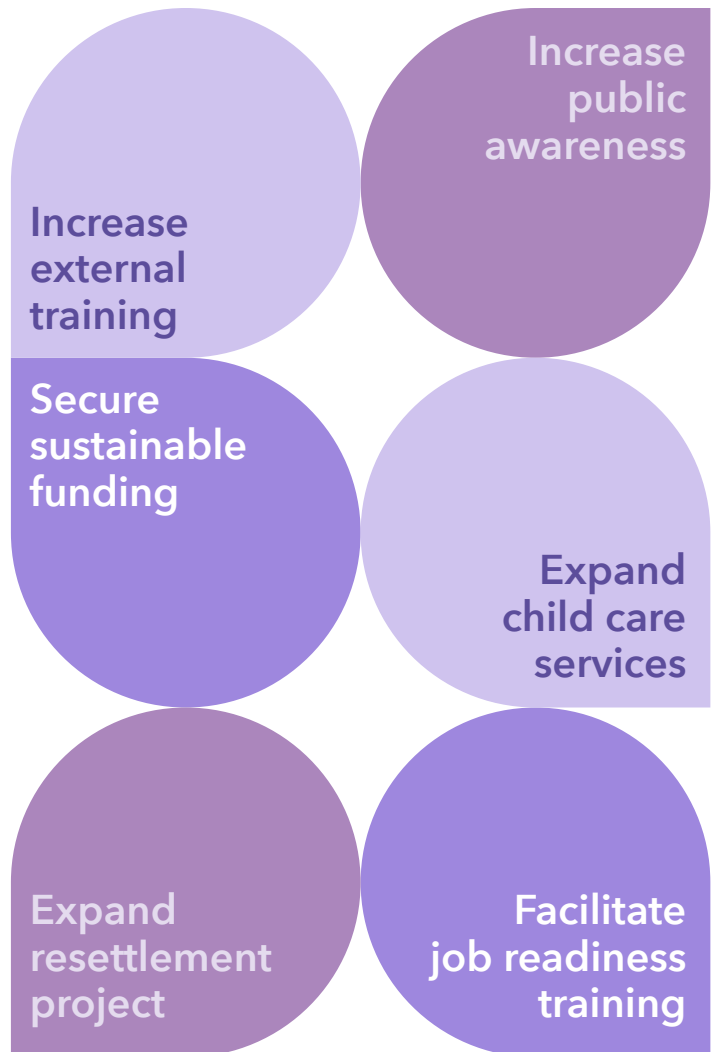 Increase
external
training
Increase
public
awareness
Secure
sustainable
funding
Expand
child care
services
Expand
resettlement
project
Facilitate
job readiness
training